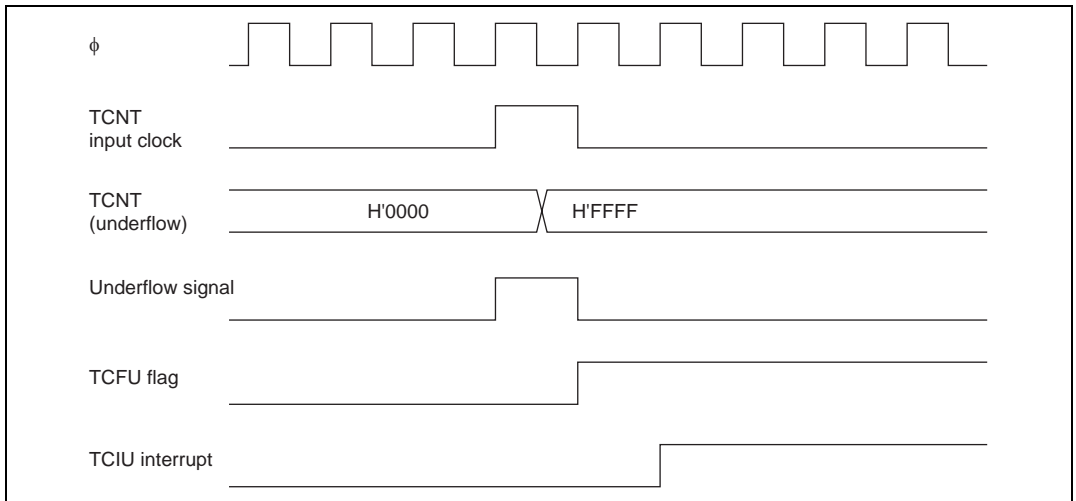 ϕ
TCNT
input clock
TCNT
(underflow)
H'0000
H'FFFF
Underflow signal
TCFU flag
TCIU interrupt